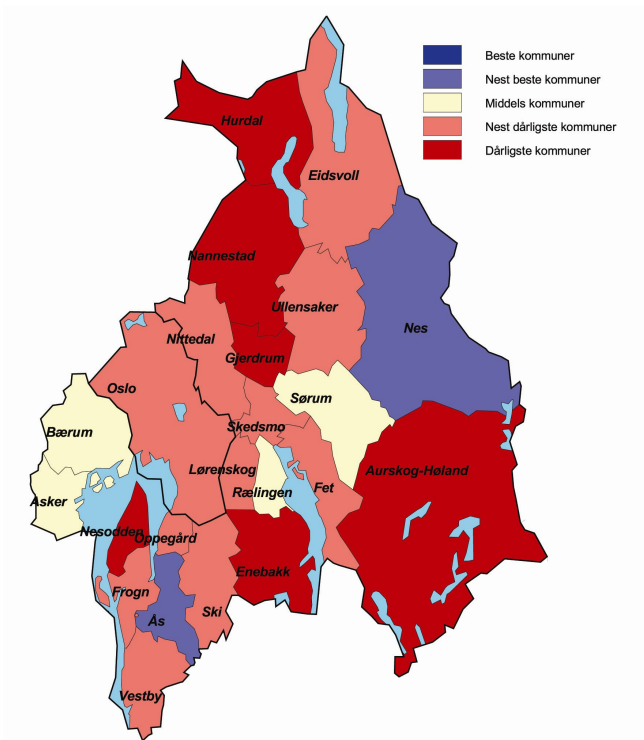 Beste kommuner
Nest beste kommuner
Middels kommuner
Nest dårligste kommuner
Dårligste kommuner
Hurdal
Eidsvoll
Nannestad
Ullensaker
Nes
Nittedal
Gjerdrum
Oslo
Sørum
Skedsmo
Bærum
Lørenskog
Aurskog-Høland
Rælingen
Fet
Asker
Nesodden
Oppegård
Enebakk
Frogn
Ski
Ås
Vestby